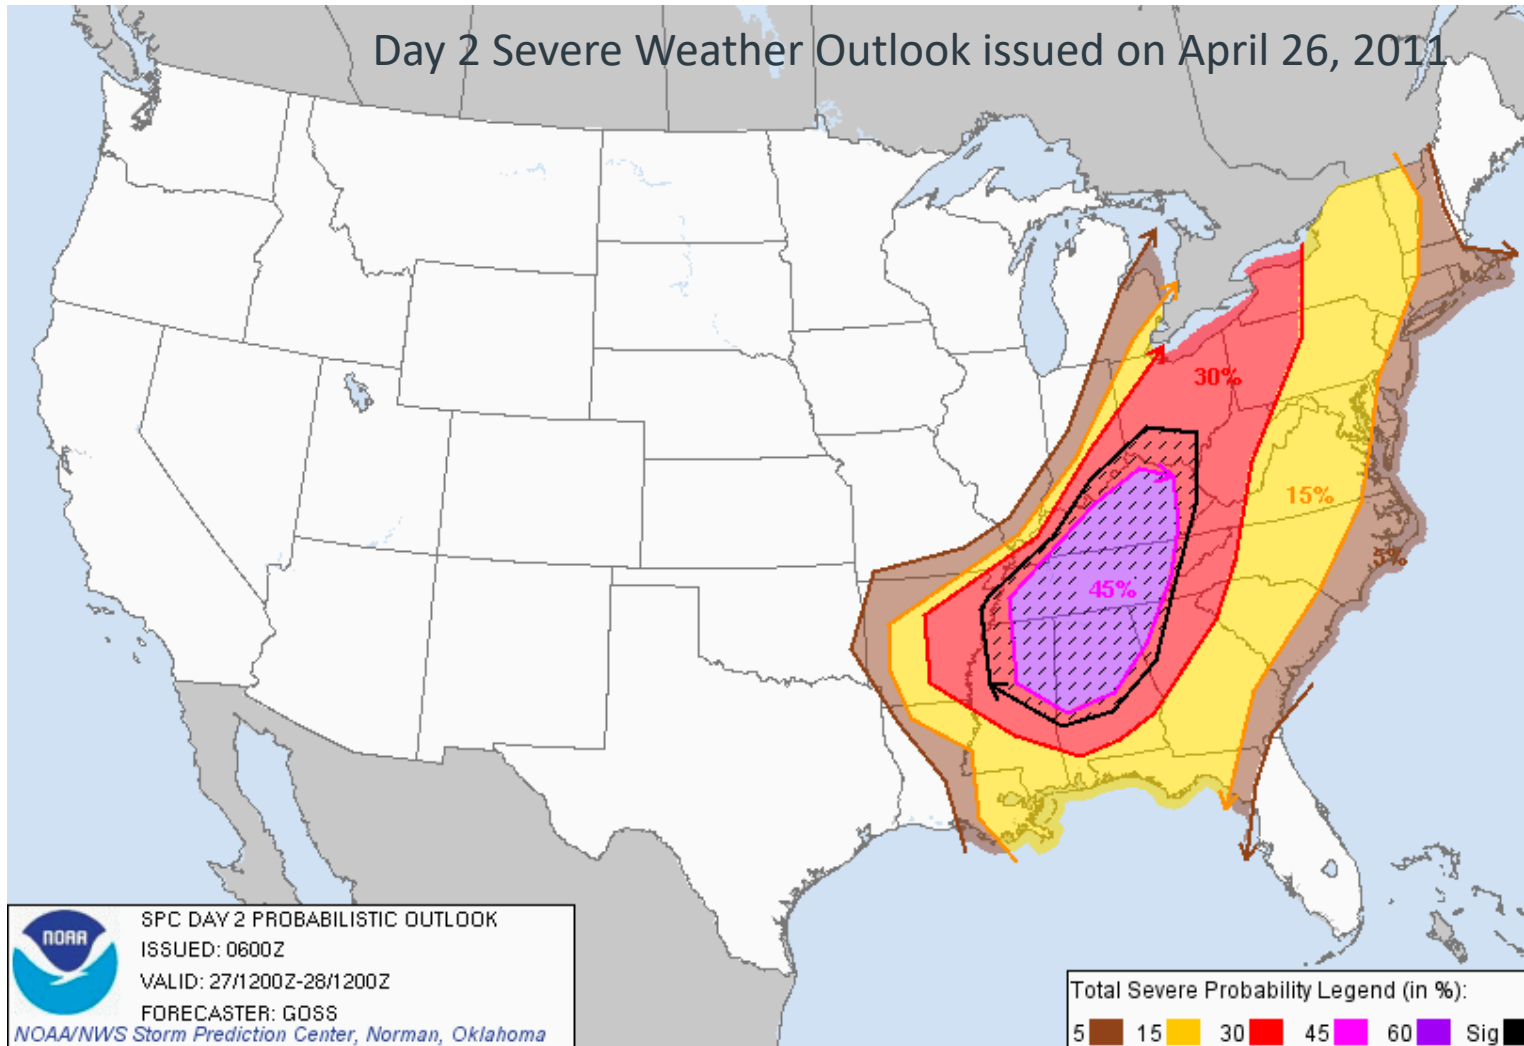 Day 2 Severe Weather Outlook issued on April 26, 2011
30%
15%
5%
45%
NOAA
SPC DAY 2 PROBABILISTIC OUTLOOK
ISSUED: 0600Z
VALID: 27/1200Z-28/1200Z
FORECASTER: GOSS
NOAA/NWS Storm Prediction Center, Norman, Oklahoma
Total Severe Probability Legend (in %):
5 15 30 45 60 Sig